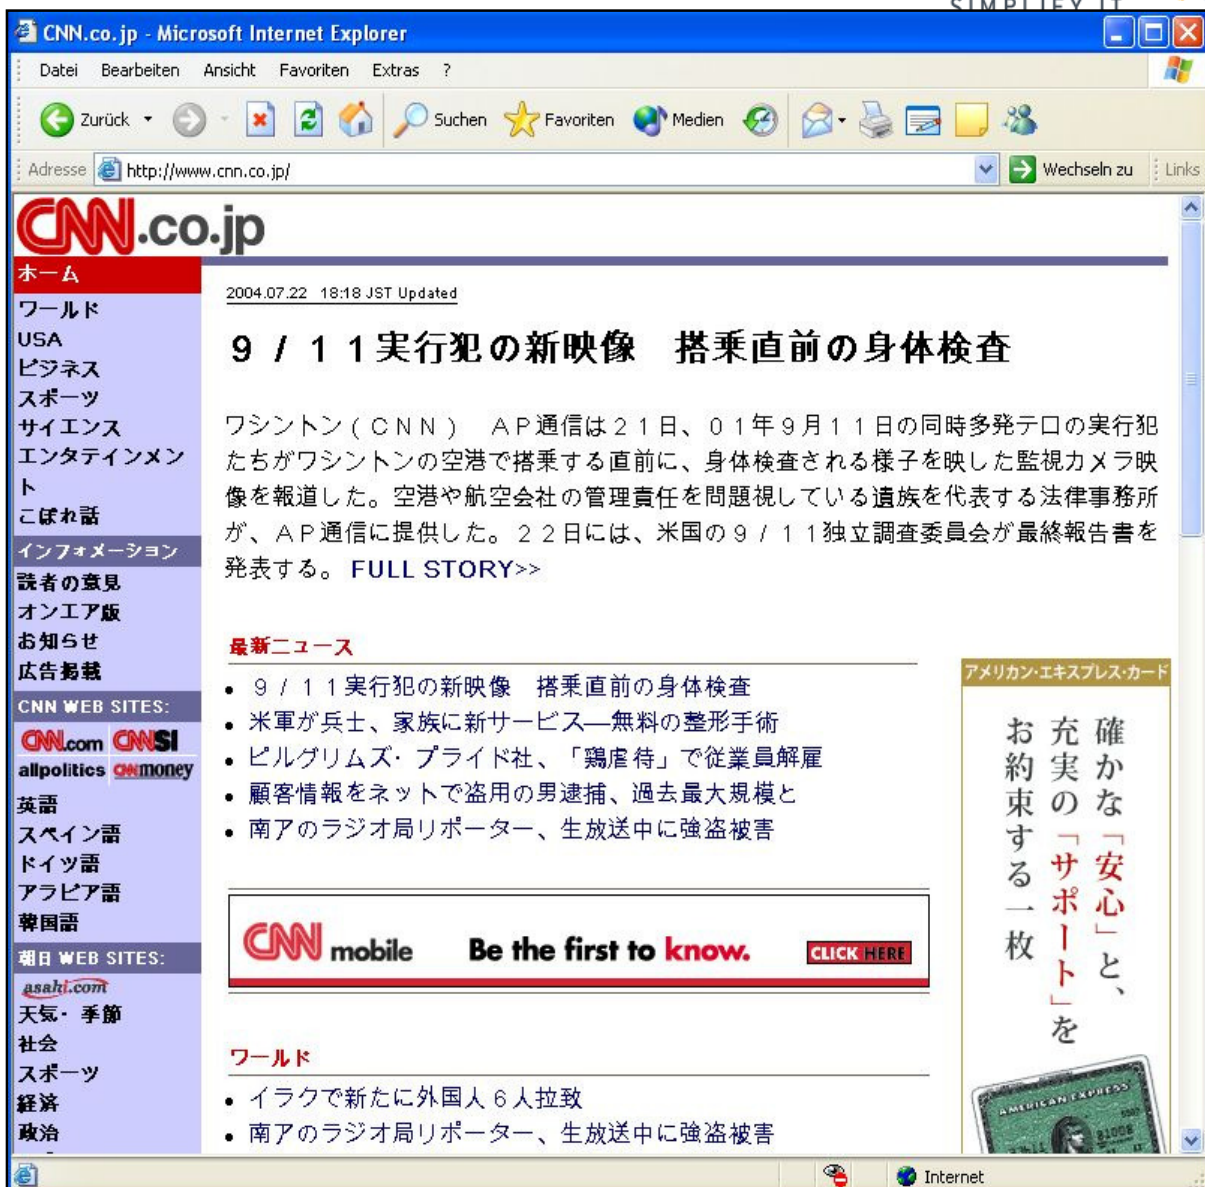 SIMPLIFY IT
CNN.co.jp - Microsoft Internet Explorer
Datei Bearbeiten Ansicht Favoriten Extras ?
Zurück Suchen Favoriten Medien
Adresse http://www.cnn.co.jp/ Wechseln zu Links
CNN.co.jp
ホーム
ワールド
USA
ビジネス
スポーツ
サイエンス
エンタテインメン
ト
こぼれ話
インフォメーション
読者の意見
オンエア版
お知らせ
広告掲載
CNN WEB SITES:
CNN.com CNNSI
allpolitics CNNmoney
英語
スペイン語
ドイツ語
アラビア語
韓国語
朝日 WEB SITES:
asahi.com
天気・季節
社会
スポーツ
経済
政治
2004.07.22 18:18 JST Updated
９／１１実行犯の新映像　搭乗直前の身体検査
ワシントン(ＣＮＮ)　ＡＰ通信は２１日、０１年９月１１日の同時多発テロの実行犯
たちがワシントンの空港で搭乗する直前に、身体検査される様子を映した監視カメラ映
像を報道した。空港や航空会社の管理責任を問題視している遺族を代表する法律事務所
が、ＡＰ通信に提供した。２２日には、米国の９／１１独立調査委員会が最終報告書を
発表する。 FULL STORY>>
最新ニュース
• ９／１１実行犯の新映像　搭乗直前の身体検査
• 米軍が兵士、家族に新サービス―無料の整形手術
• ピルグリムズ・プライド社、「鶏虐待」で従業員解雇
• 顧客情報をネットで盗用の男逮捕、過去最大規模と
• 南アのラジオ局リポーター、生放送中に強盗被害
CNN mobile Be the first to know. CLICK HERE
ワールド
• イラクで新たに外国人６人拉致
• 南アのラジオ局リポーター、生放送中に強盗被害
アメリカン・エキスプレス・カード
確かな「安心」と、
充実の「サポート」を
お約束する一枚
AMERICAN EXPRESS
Internet